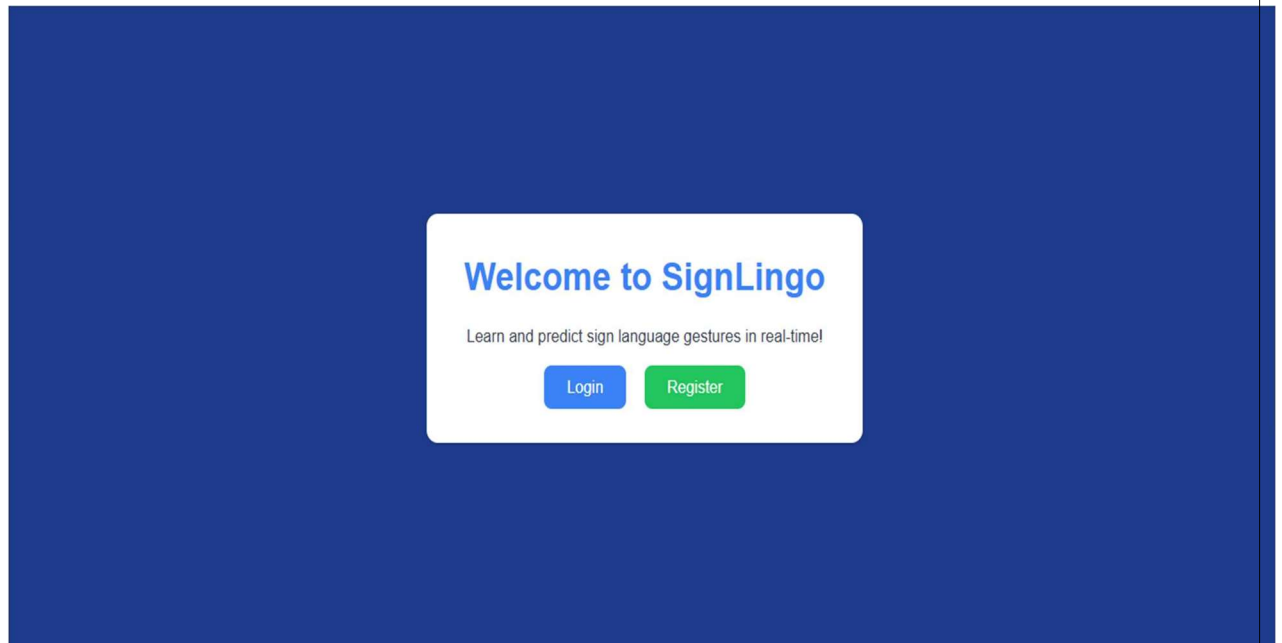 Welcome to SignLingo
Learn and predict sign language gestures in real-time!
Login Register